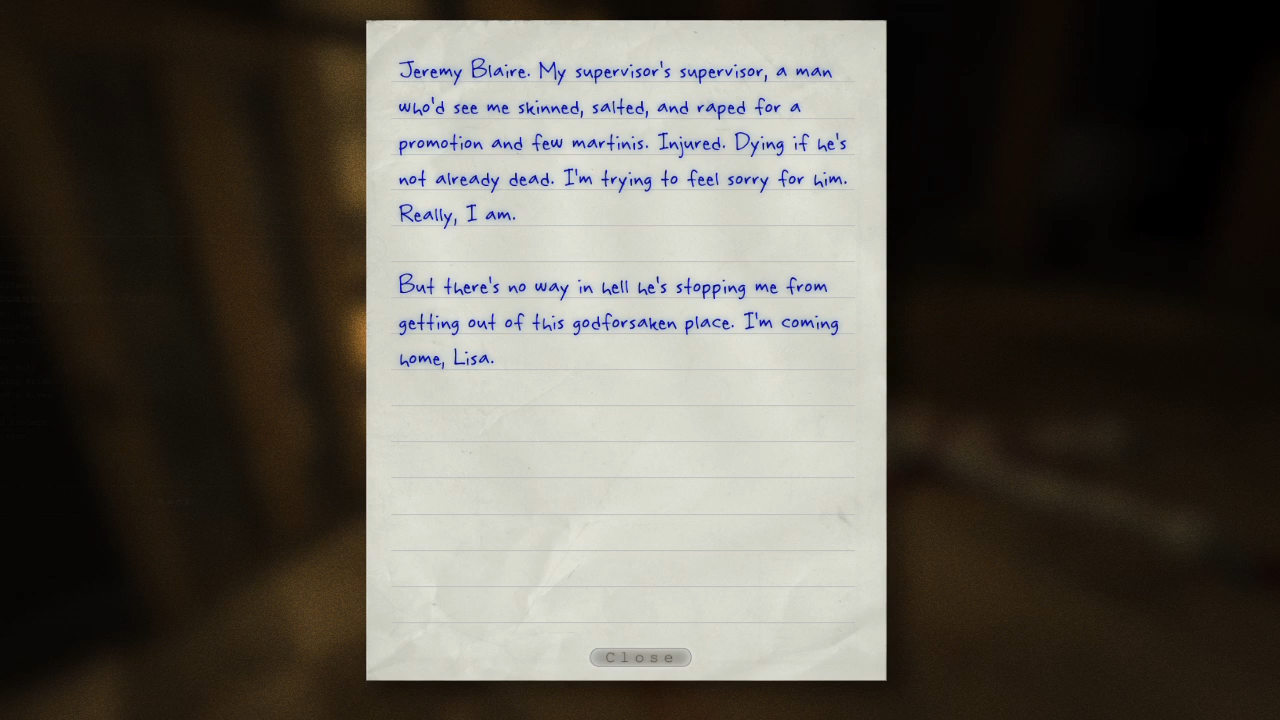 Jeremy Blaire. My supervisor's supervisor, a man
who'd see me skinned, salted, and raped for a
promotion and few martinis. Injured. Dying if he's
not already dead. I'm trying to feel sorry for him.
Really, I am.
But there's no way in hell he's stopping me from
getting out of this godforsaken place. I'm coming
home, Lisa.
Close